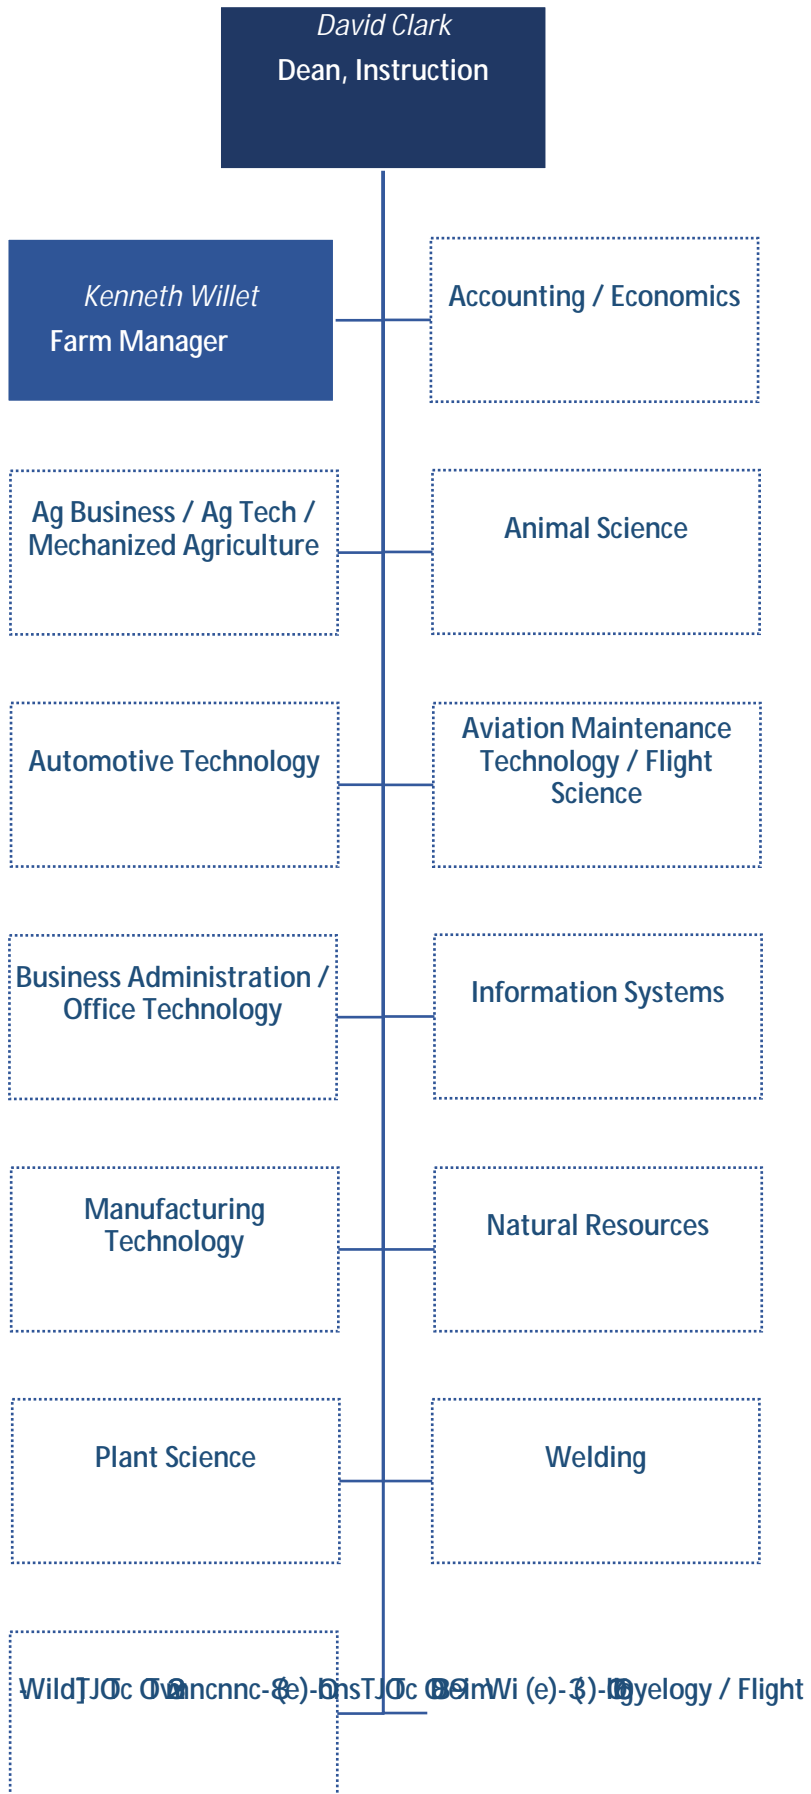 David Clark
Dean, Instruction
Kenneth Willet
Farm Manager
Accounting / Economics
Ag Business / Ag Tech /
Mechanized Agriculture
Animal Science
Automotive Technology
Aviation Maintenance
Technology / Flight
Science
Business Administration /
Office Technology
Information Systems
Manufacturing
Technology
Natural Resources
Plant Science
Welding
/ Flight